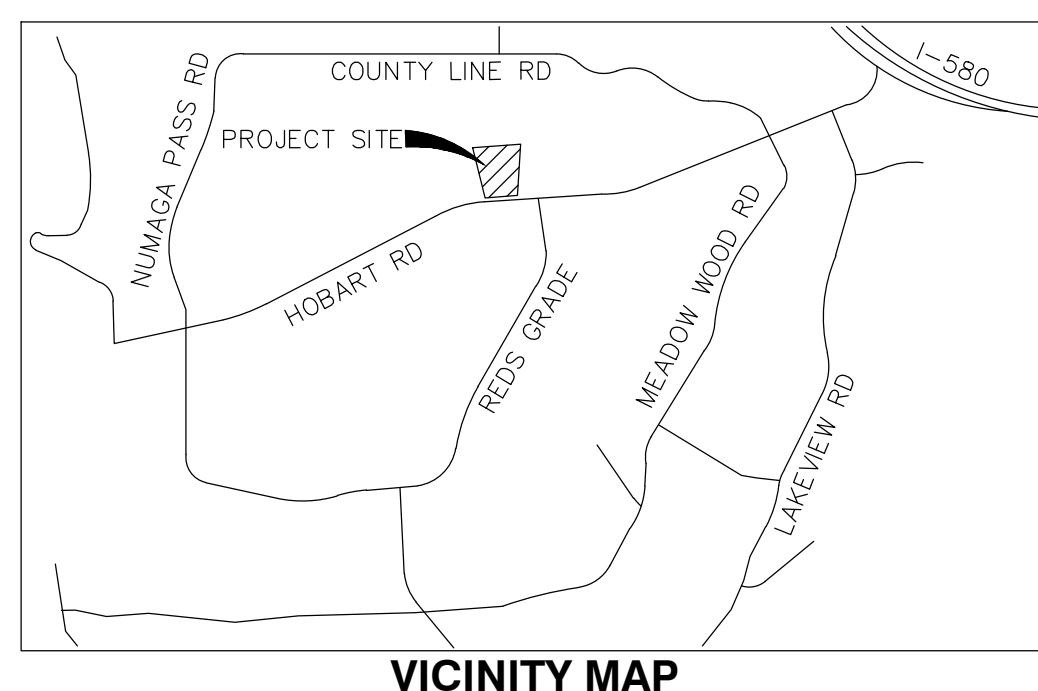 I-580
COUNTY LINE RD
NUMAGA PASS RD
PROJECT SITE
HOBART RD
MEADOW WOOD RD
REDS GRADE
LAKEVIEW RD
VICINITY MAP